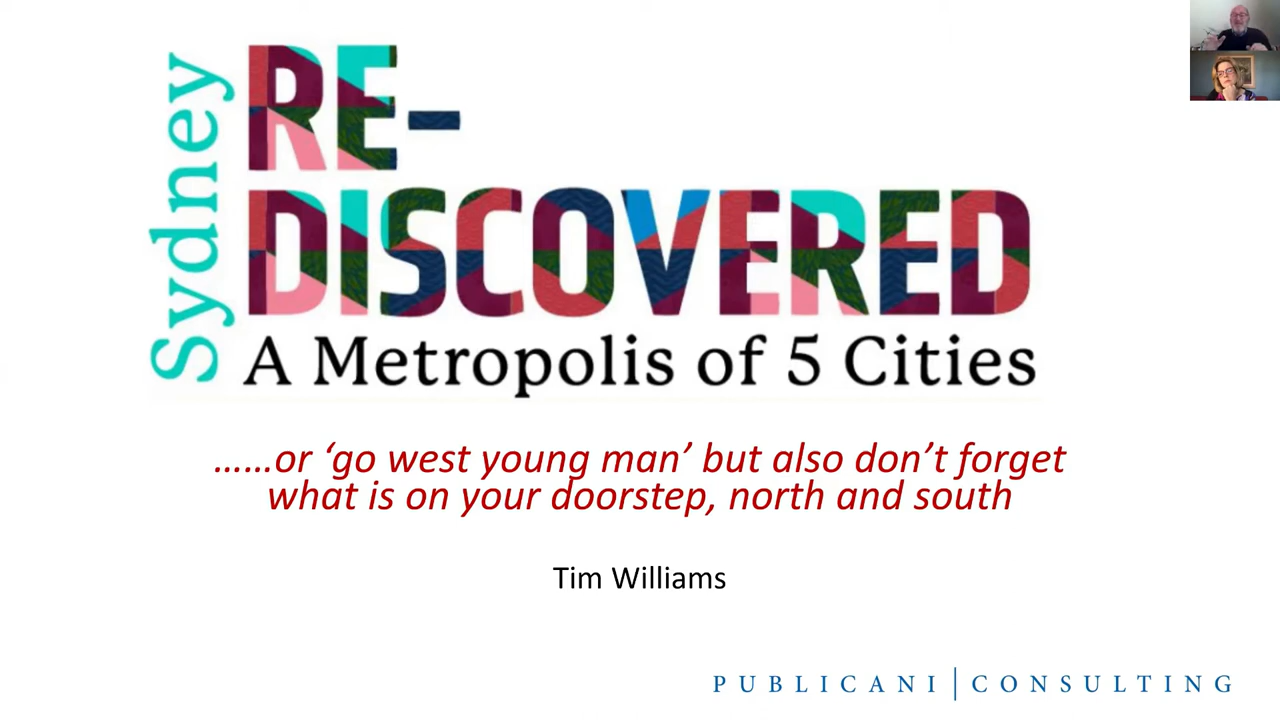 Sydney
RE-
DISCOVERED
A Metropolis of 5 Cities
……or ‘go west young man’ but also don’t forget
what is on your doorstep, north and south
Tim Williams
PUBLICANI | CONSULTING